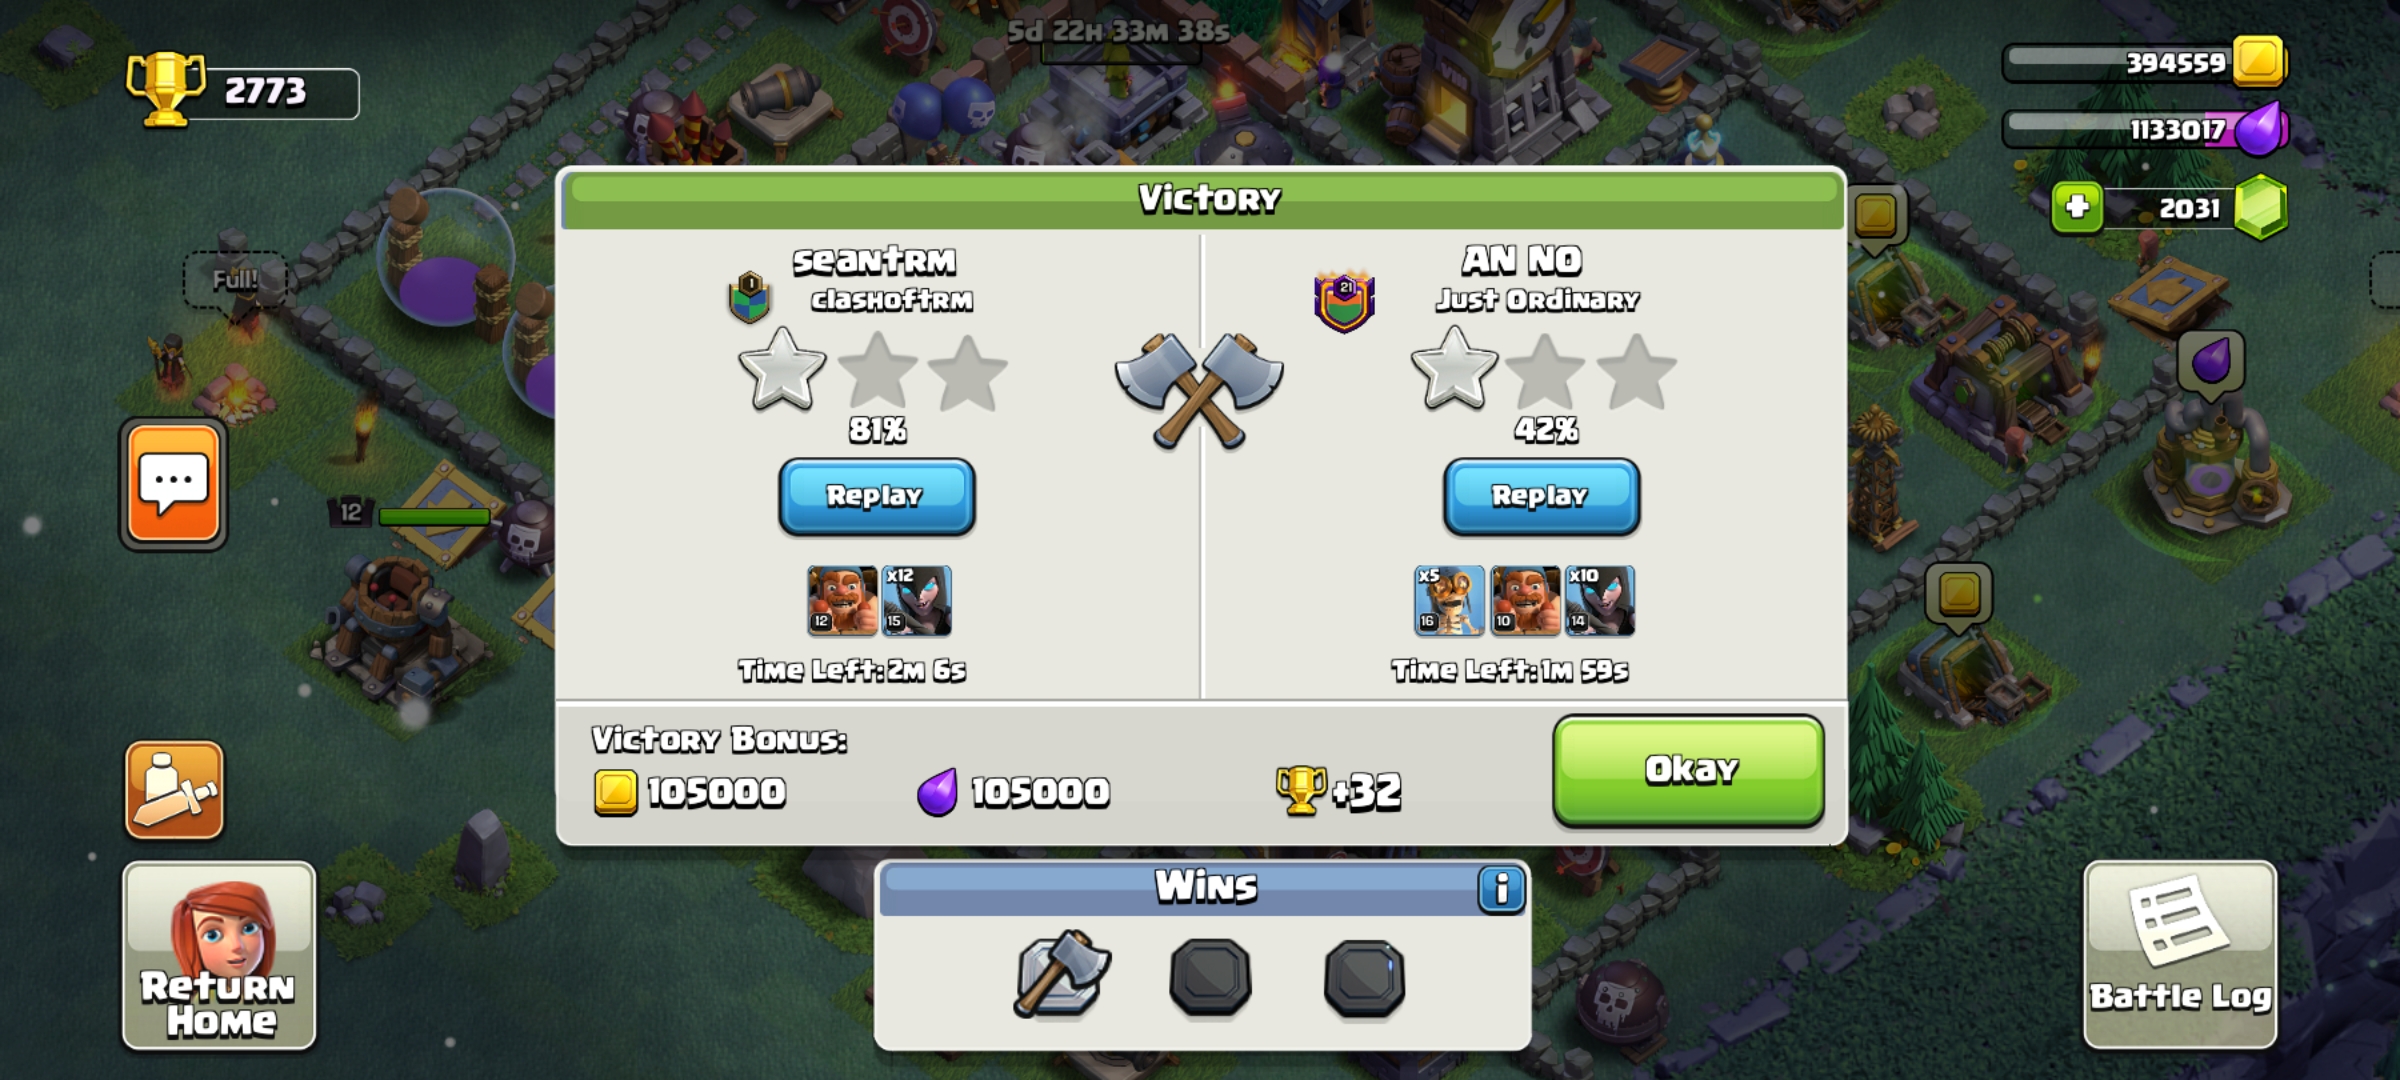 5d 22H 33M 38s
2773
394559
1133017
2031
Victory
seantrm
clashoftrm
1
81%
Replay
x12
12
15
Time Left:2M 6s
AN NO
Just Ordinary
21
42%
Replay
x5
x10
16
10
14
Time Left:1M 59s
Full!
12
Victory Bonus:
105000
105000
+32
Okay
Wins
i
Return
Home
Battle Log